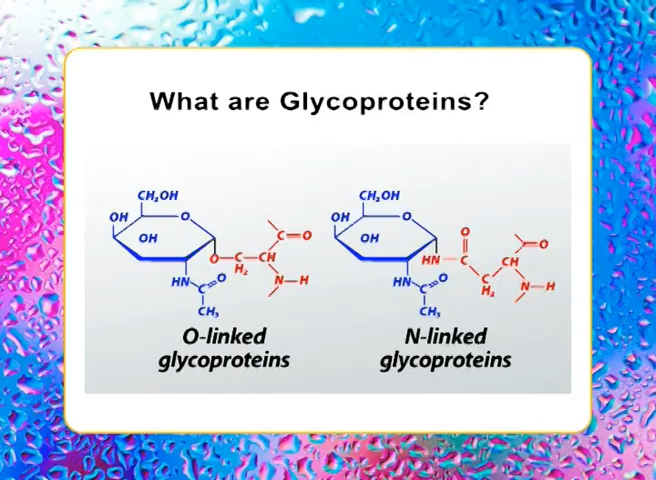 What are Glycoproteins?
CH₂OH
OH
O
OH
O
C
H₂
CH
C=O
N—H
HN
C
O
CH₃
O-linked
glycoproteins
CH₂OH
OH
O
OH
HN
O
C
C
H₂
CH
O
N—H
HN
C
O
CH₃
N-linked
glycoproteins